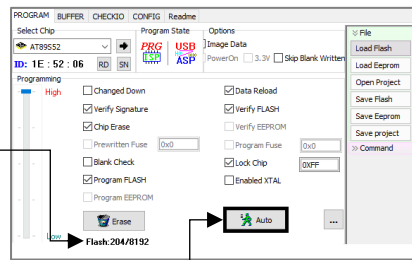 PROGRAM BUFFER CHECKIO CONFIG Readme
Select Chip
Program State
Options
AT89S52
PRG USB
ISP ASP
Image Data
PowerOn 3.3V Skip Blank Written
ID: 1E : 52 : 06 RD SN
Programming
High
Low
Changed Down
Verify Signature
Chip Erase
Prewritten Fuse 0x0
Blank Check
Program FLASH
Program EEPROM
Data Reload
Verify FLASH
Verify EEPROM
Program Fuse 0x0
Lock Chip 0XFF
Enabled XTAL
Erase
Auto
...
Flash:204/8192
File
Load Flash
Load Eeprom
Open Project
Save Flash
Save Eeprom
Save project
Command